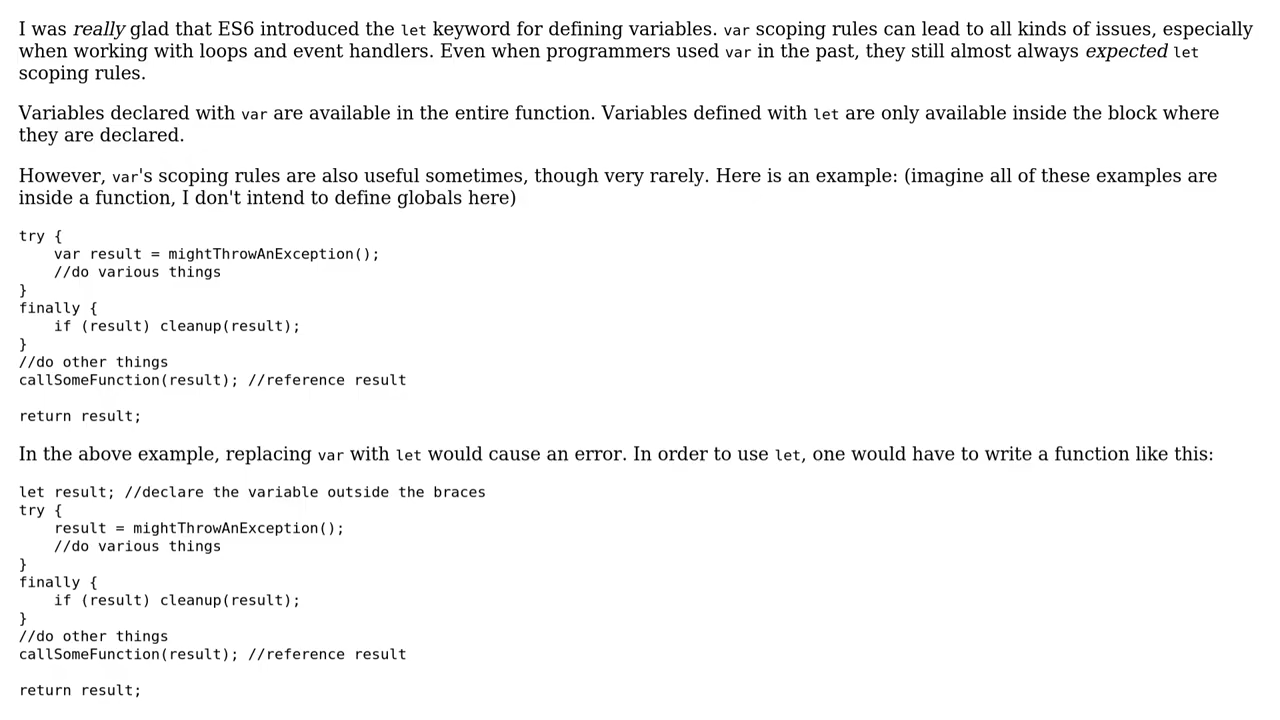 I was really glad that ES6 introduced the let keyword for defining variables. var scoping rules can lead to all kinds of issues, especially
when working with loops and event handlers. Even when programmers used var in the past, they still almost always expected let
scoping rules.
Variables declared with var are available in the entire function. Variables defined with let are only available inside the block where
they are declared.
However, var's scoping rules are also useful sometimes, though very rarely. Here is an example: (imagine all of these examples are
inside a function, I don't intend to define globals here)
try {
    var result = mightThrowAnException();
    //do various things
}
finally {
    if (result) cleanup(result);
}
//do other things
callSomeFunction(result); //reference result
return result;
In the above example, replacing var with let would cause an error. In order to use let, one would have to write a function like this:
let result; //declare the variable outside the braces
try {
    result = mightThrowAnException();
    //do various things
}
finally {
    if (result) cleanup(result);
}
//do other things
callSomeFunction(result); //reference result
return result;